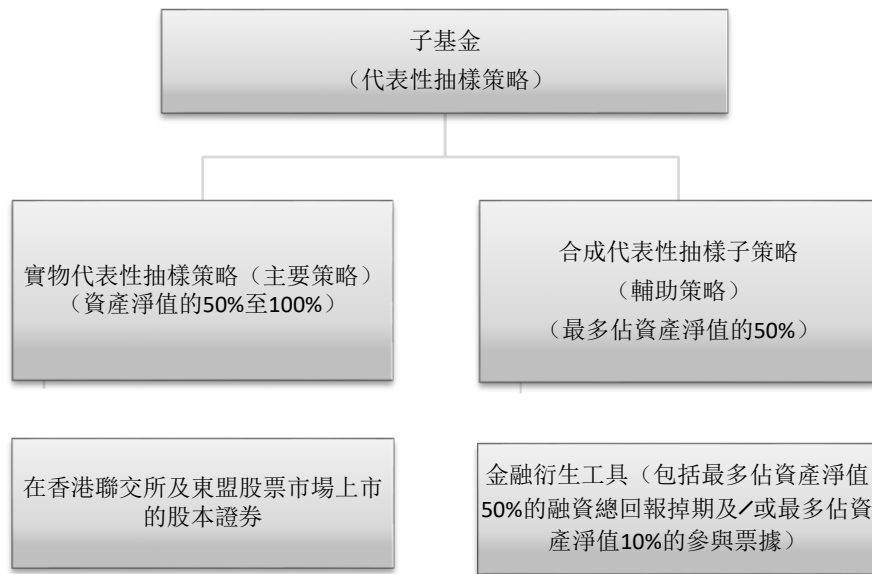 子基金
（代表性抽樣策略）
實物代表性抽樣策略（主要策略）
（資產淨值的50%至100%）
合成代表性抽樣子策略
（輔助策略）
（最多佔資產淨值的50%）
在香港聯交所及東盟股票市場上市
的股本證券
金融衍生工具（包括最多佔資產淨值
50%的融資總回報掉期及／或最多佔資
產淨值10%的參與票據）